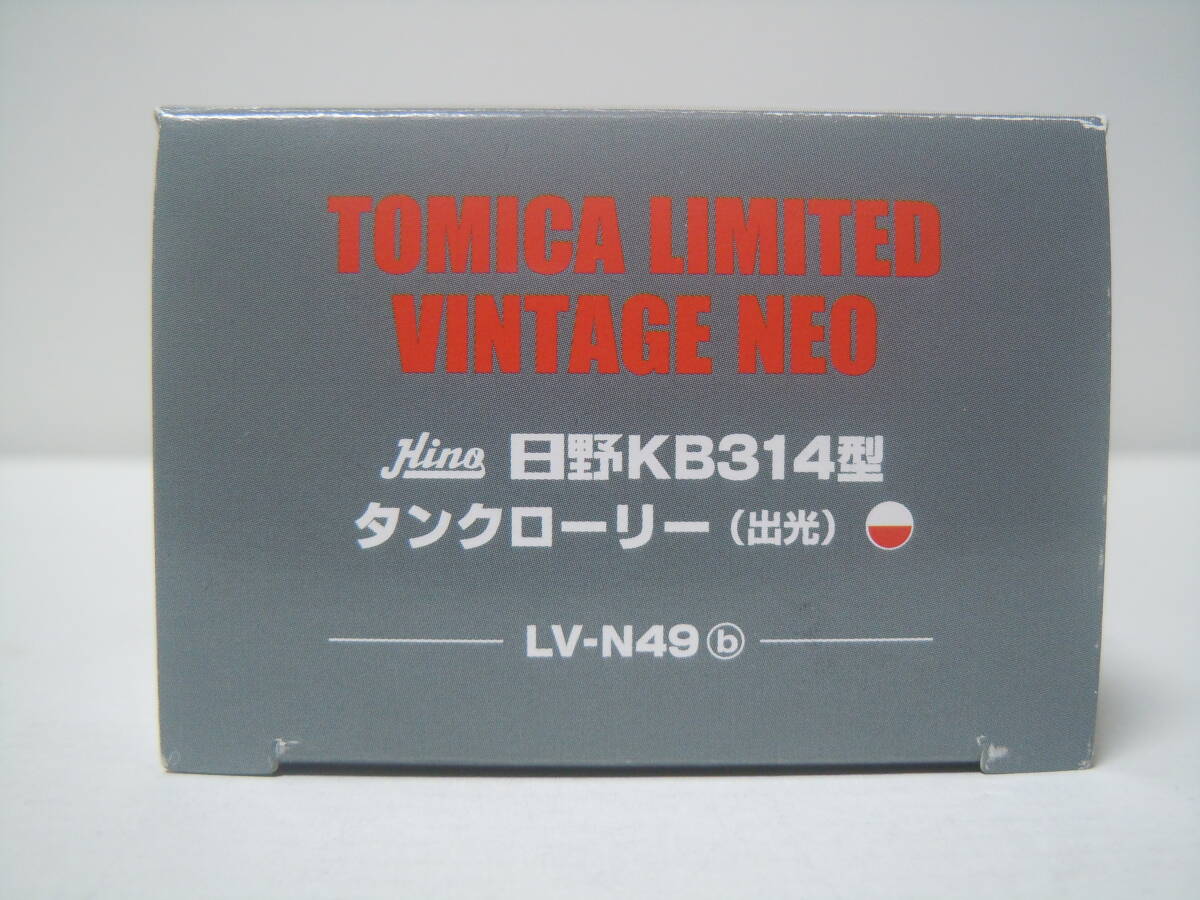 TOMICA LIMITED
VINTAGE NEO
Hino 日野KB314型
タンクローリー（出光）
LV-N49ⓑ